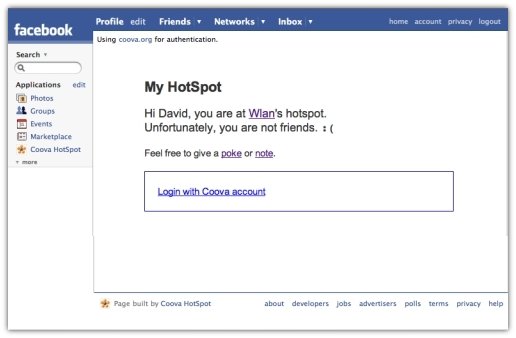 facebook
Profile edit Friends Networks Inbox home account privacy logout
Using coova.org for authentication.
Search
Applications edit
Photos
Groups
Events
Marketplace
Coova HotSpot
more
My HotSpot
Hi David, you are at Wlan's hotspot.
Unfortunately, you are not friends. :(
Feel free to give a poke or note.
Login with Coova account
Page built by Coova HotSpot about developers jobs advertisers polls terms privacy help